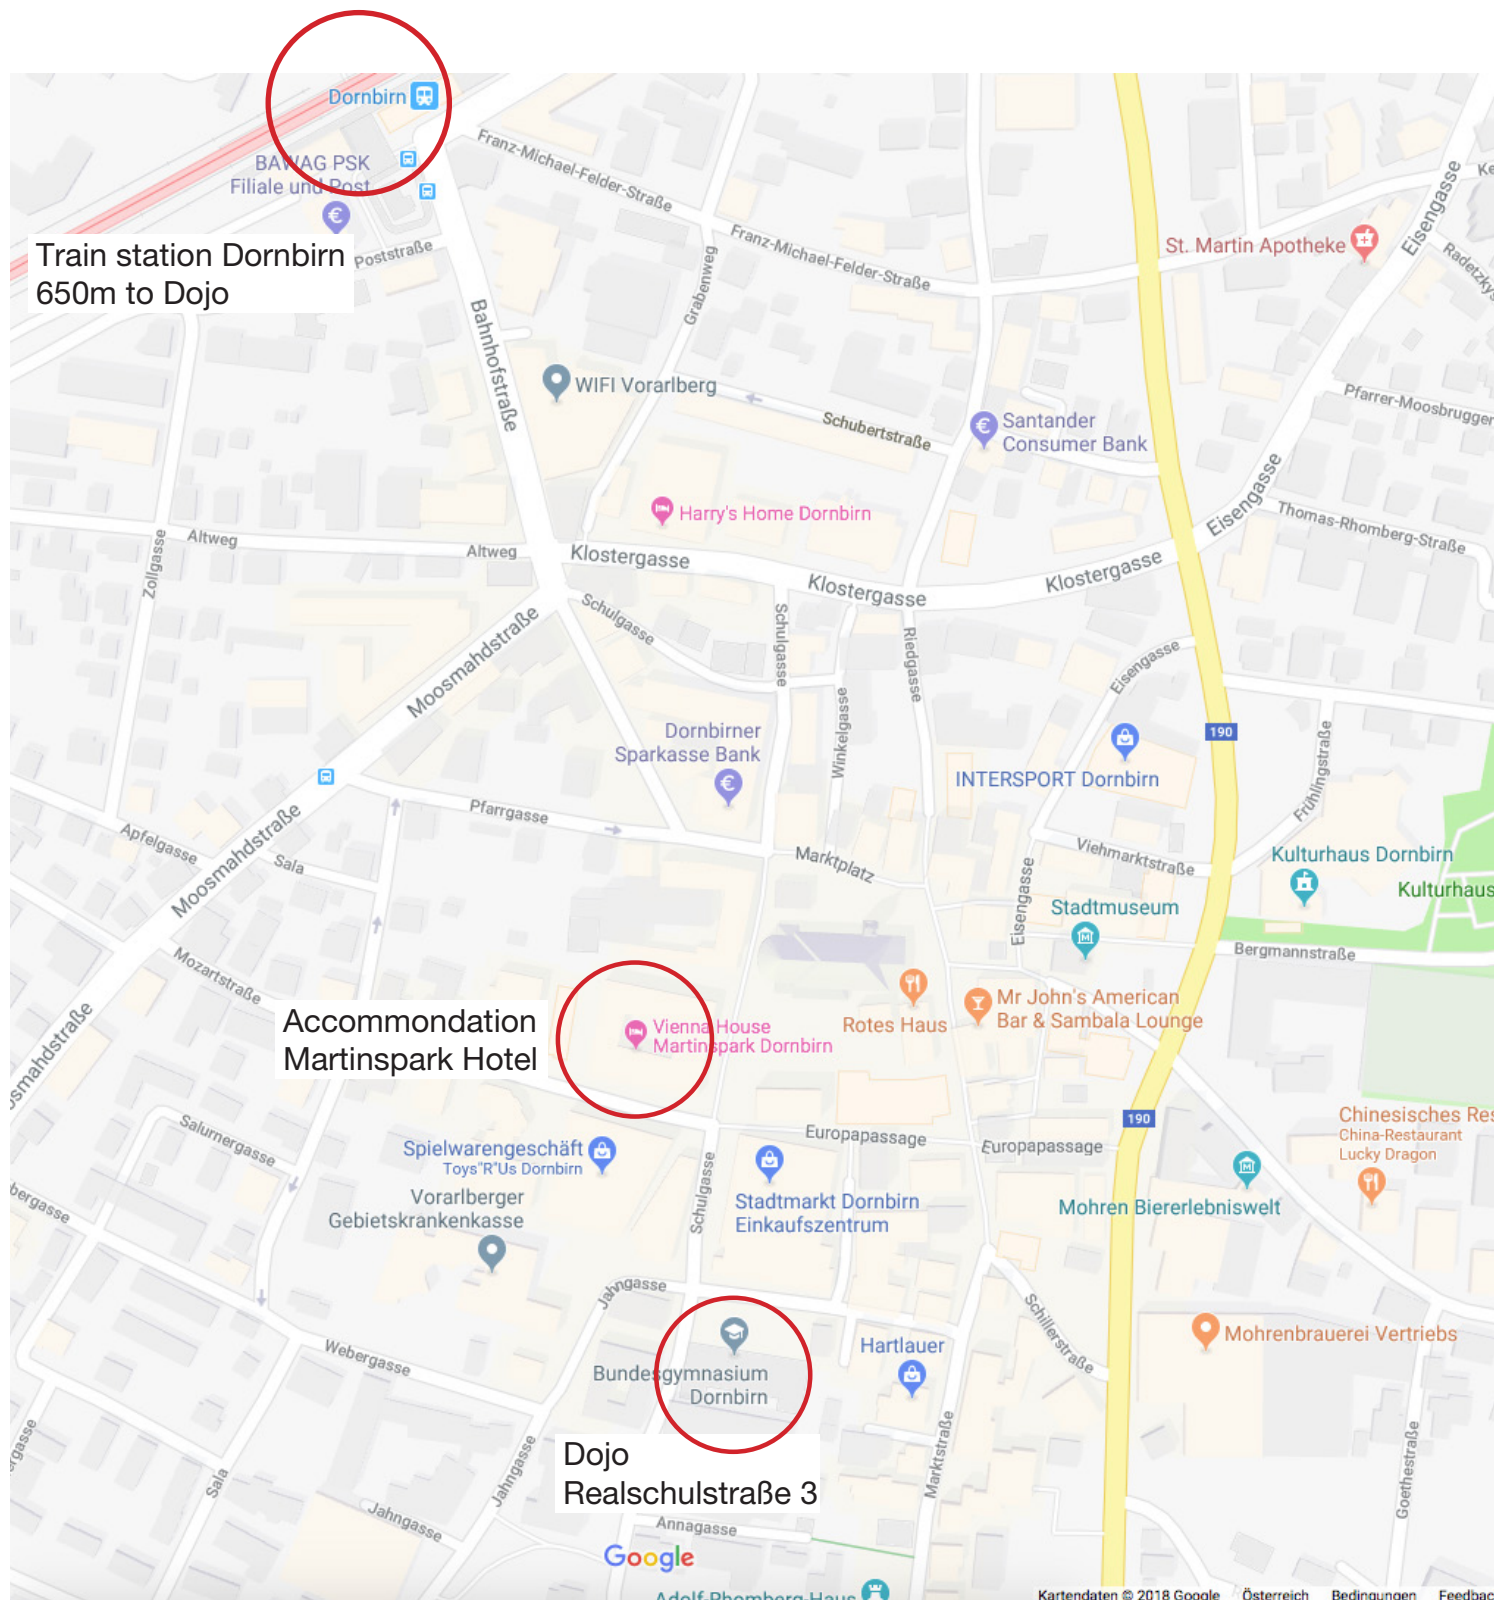 Dornbirn
BAWAG PSK
Filiale und Post
Train station Dornbirn
650m to Dojo
Poststraße
Franz-Michael-Felder-Straße
Franz-Michael-Felder-Straße
Grabenweg
Bahnhofstraße
St. Martin Apotheke
Eisengasse
Ke
Radetzkys
WIFI Vorarlberg
Schubertstraße
Santander
Consumer Bank
Pfarrer-Moosbrugger
Harry's Home Dornbirn
Eisengasse
Thomas-Rhomberg-Straße
Altweg
Altweg
Zollgasse
Klostergasse
Klostergasse
Klostergasse
Schulgasse
Schulgasse
Riedgasse
Eisengasse
Moosmahdstraße
Winkelgasse
Dornbirner
Sparkasse Bank
190
INTERSPORT Dornbirn
Frühlingstraße
Pfarrgasse
Apfelgasse
Sala
Moosmahdstraße
Marktplatz
Viehmarktstraße
Eisengasse
Kulturhaus Dornbirn
Kulturhaus
Stadtmuseum
Bergmannstraße
Mozartstraße
Rotes Haus
Mr John's American
Bar & Sambala Lounge
Accommondation
Martinspark Hotel
Vienna House
Martinspark Dornbirn
osmahdstraße
Salurnergasse
Europapassage
Europapassage
190
Chinesisches Res
China-Restaurant
Lucky Dragon
Spielwarengeschäft
Toys"R"Us Dornbirn
Vorarlberger
Gebietskrankenkasse
Schulgasse
Stadtmarkt Dornbirn
Einkaufszentrum
Mohren Biererlebniswelt
bergasse
Jahngasse
Schillerstraße
Mohrenbrauerei Vertriebs
Webergasse
Bundesgymnasium
Dornbirn
Hartlauer
Dojo
Realschulstraße 3
Marktstraße
Goethestraße
ergasse
Sala
Jahngasse
Jahngasse
Annagasse
Google
Adolf-Rhomberg-Haus
Kartendaten © 2018 Google Österreich Bedingungen Feedbac